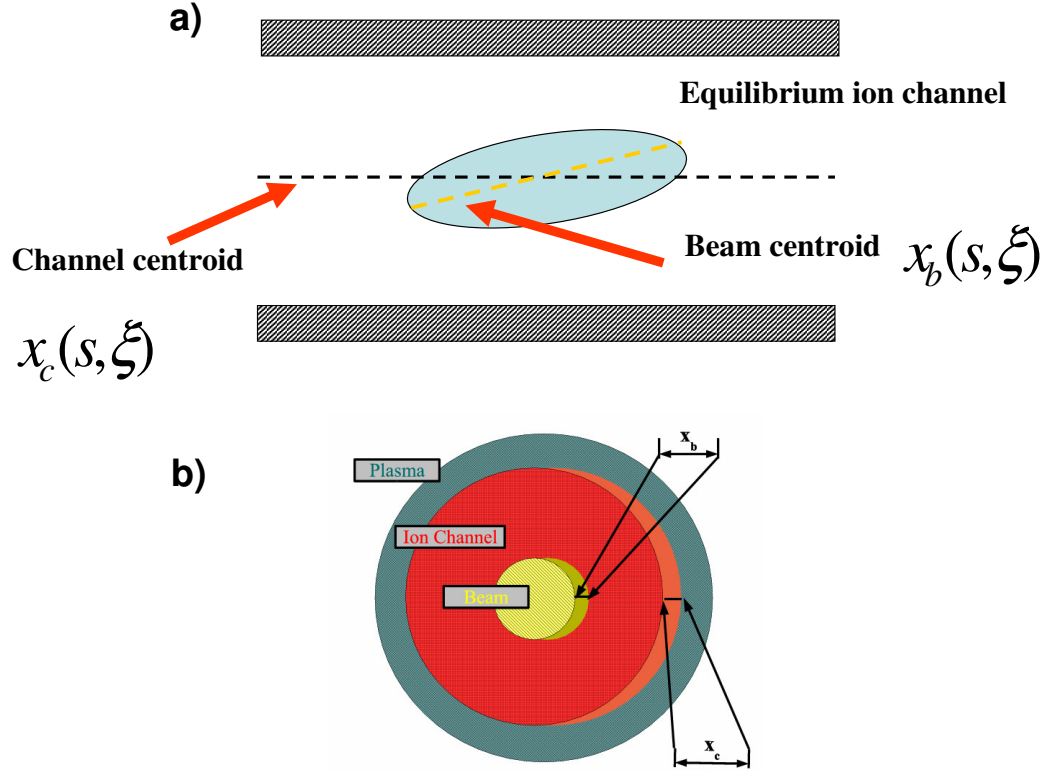 a)
Equilibrium ion channel
Channel centroid
Beam centroid
x_b(s,ξ)
x_c(s,ξ)
b)
x_b
Plasma
Ion Channel
Beam
x_c